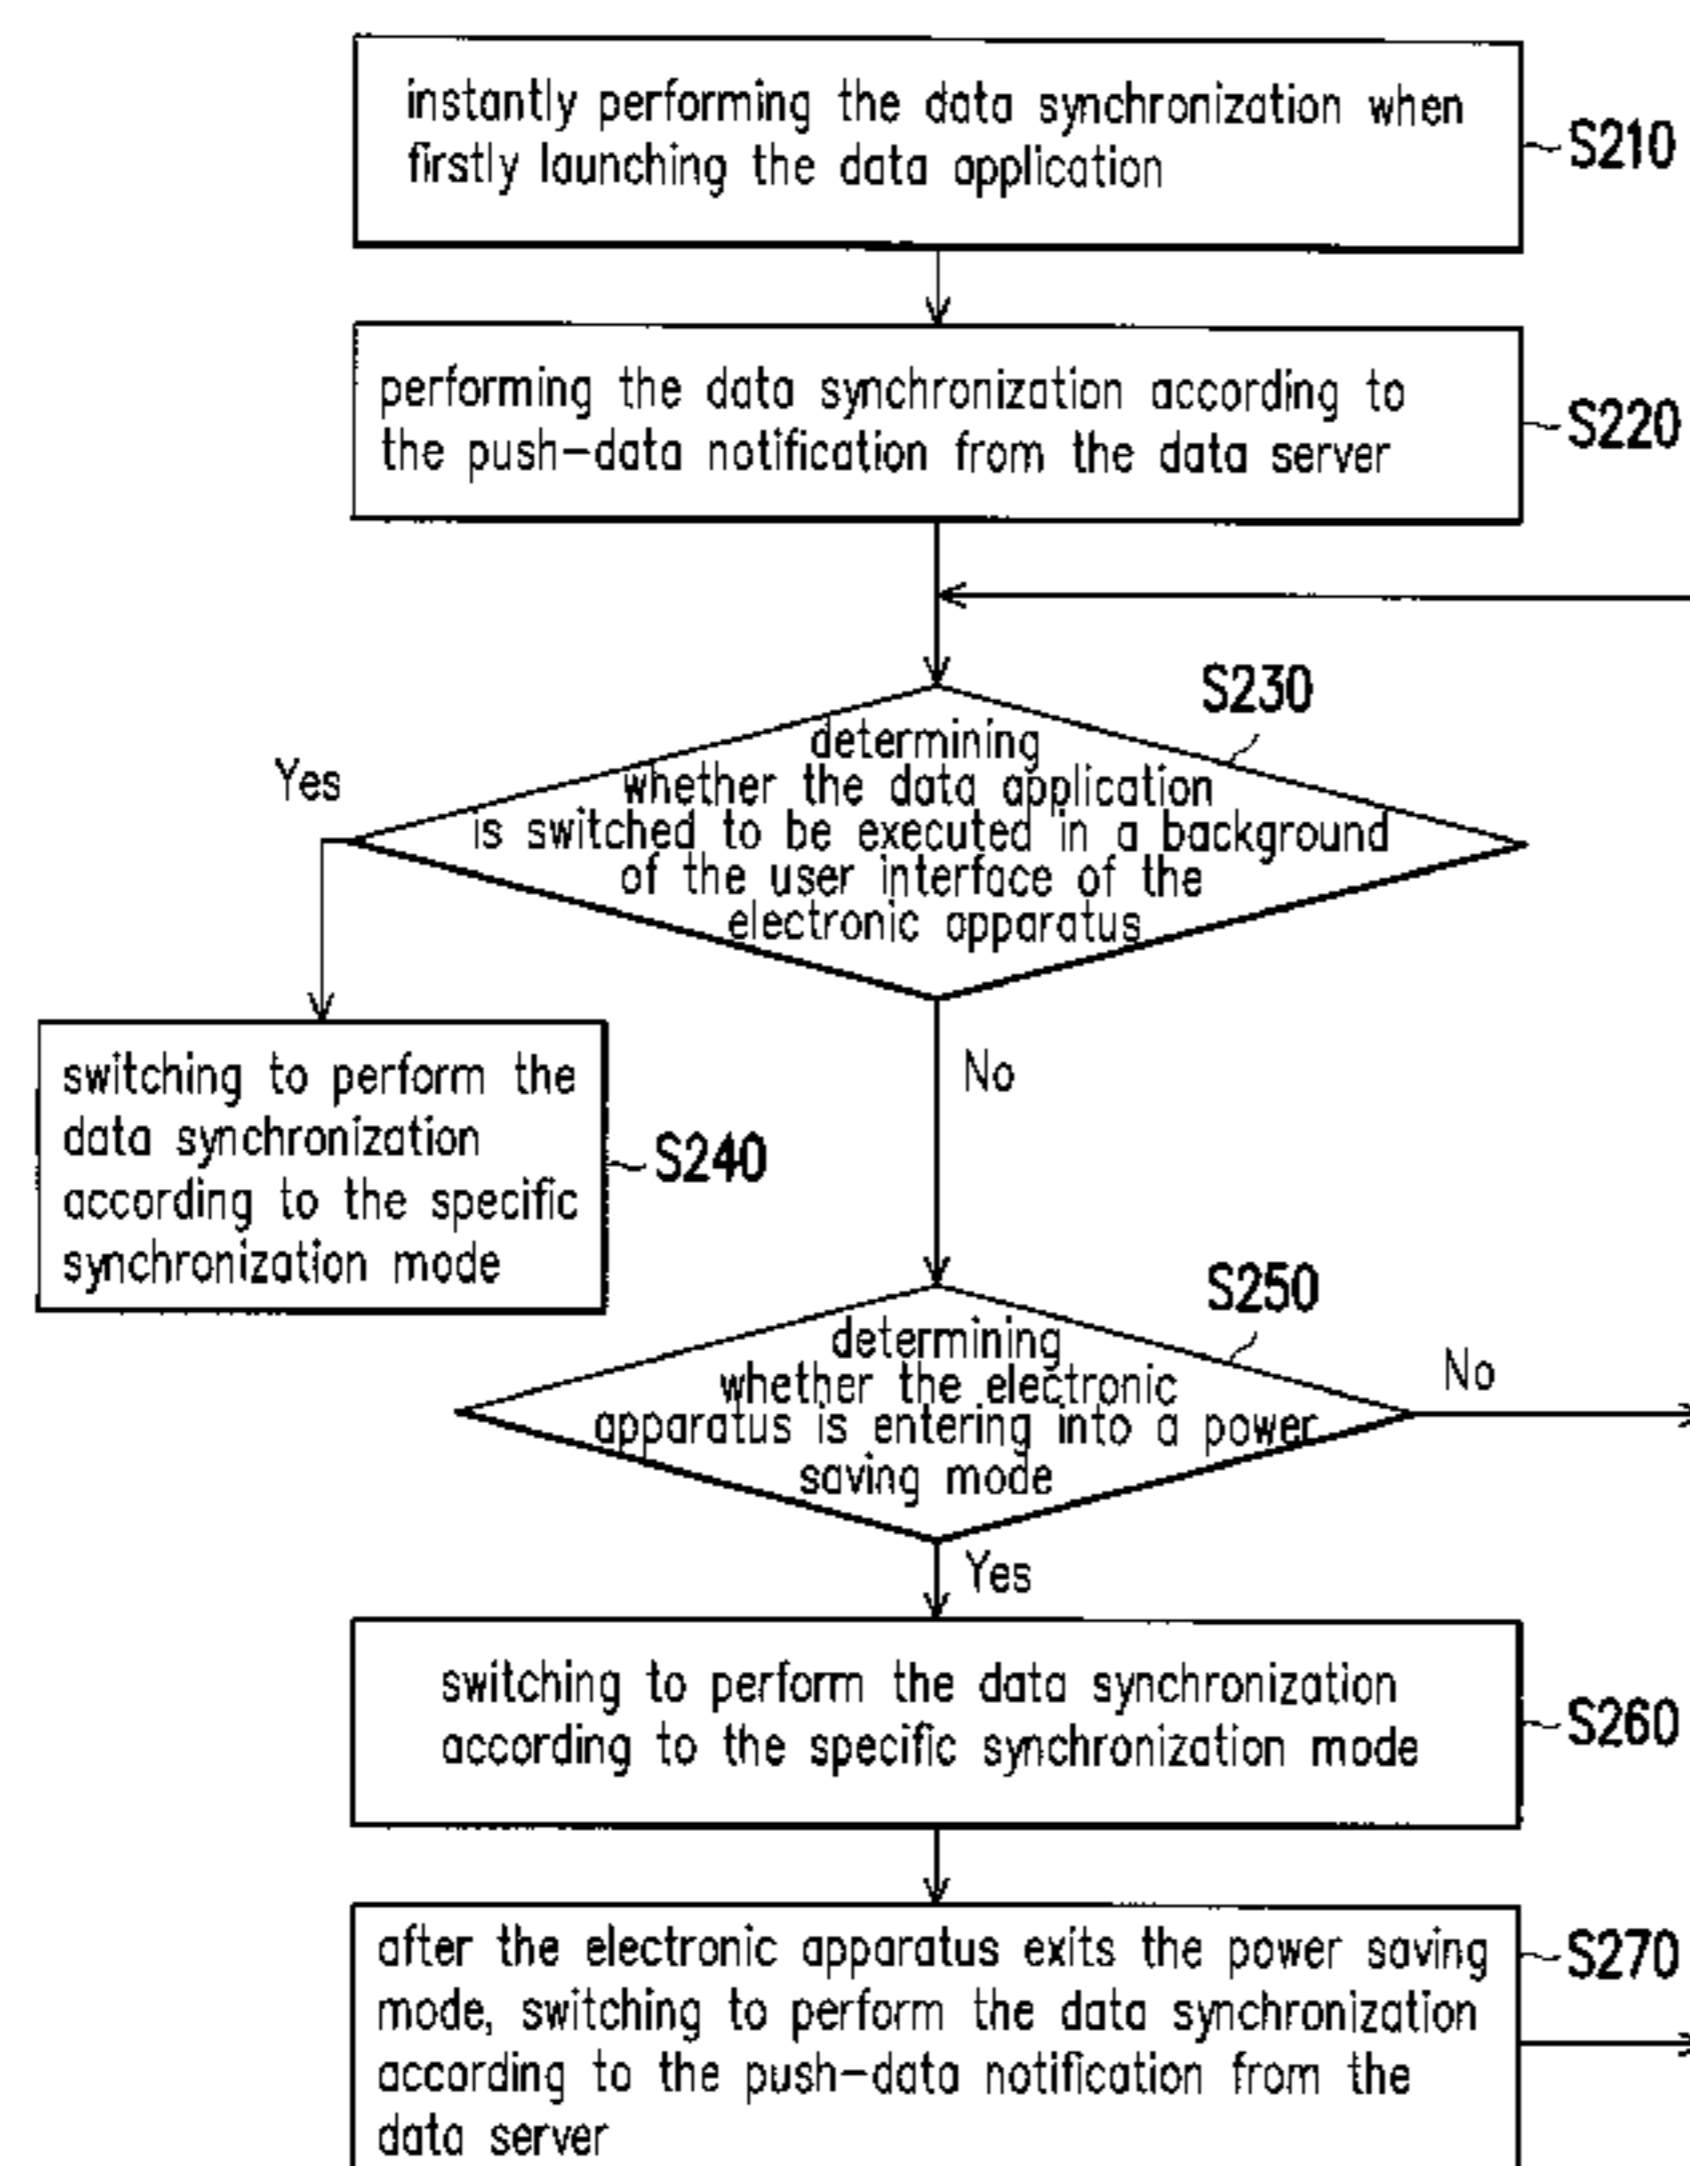 instantly performing the data synchronization when
firstly launching the data application
S210
performing the data synchronization according to
the push-data notification from the data server
S220
S230
determining
whether the data application
is switched to be executed in a background
of the user interface of the
electronic apparatus
Yes
No
switching to perform the
data synchronization
according to the specific
synchronization mode
S240
S250
determining
whether the electronic
apparatus is entering into a power
saving mode
No
Yes
switching to perform the data synchronization
according to the specific synchronization mode
S260
after the electronic apparatus exits the power saving
mode, switching to perform the data synchronization
according to the push-data notification from the
data server
S270